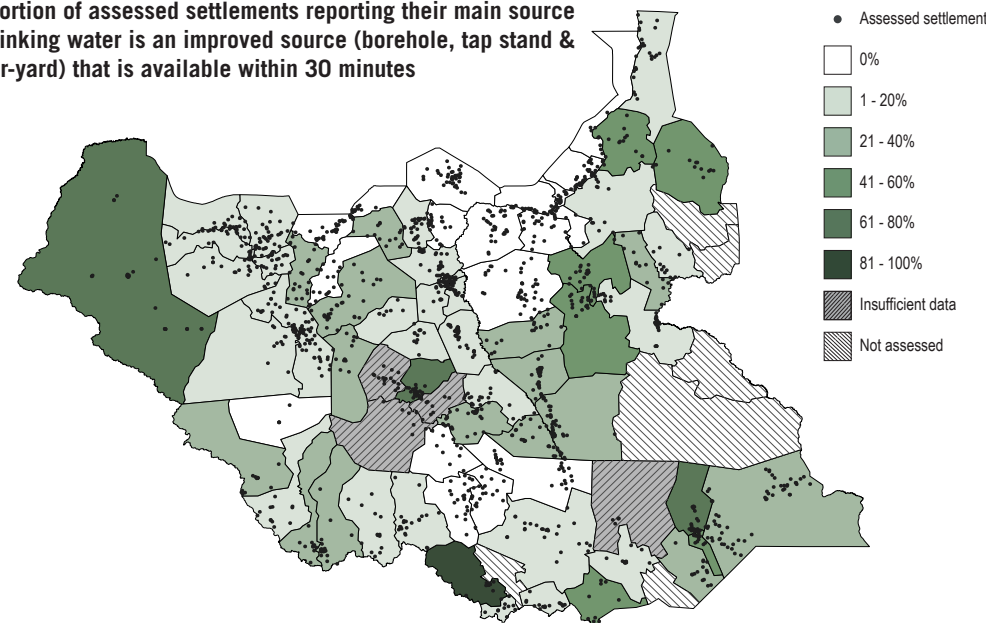 ortion of assessed settlements reporting their main source
inking water is an improved source (borehole, tap stand &
r-yard) that is available within 30 minutes
Assessed settlement
0%
1 - 20%
21 - 40%
41 - 60%
61 - 80%
81 - 100%
Insufficient data
Not assessed